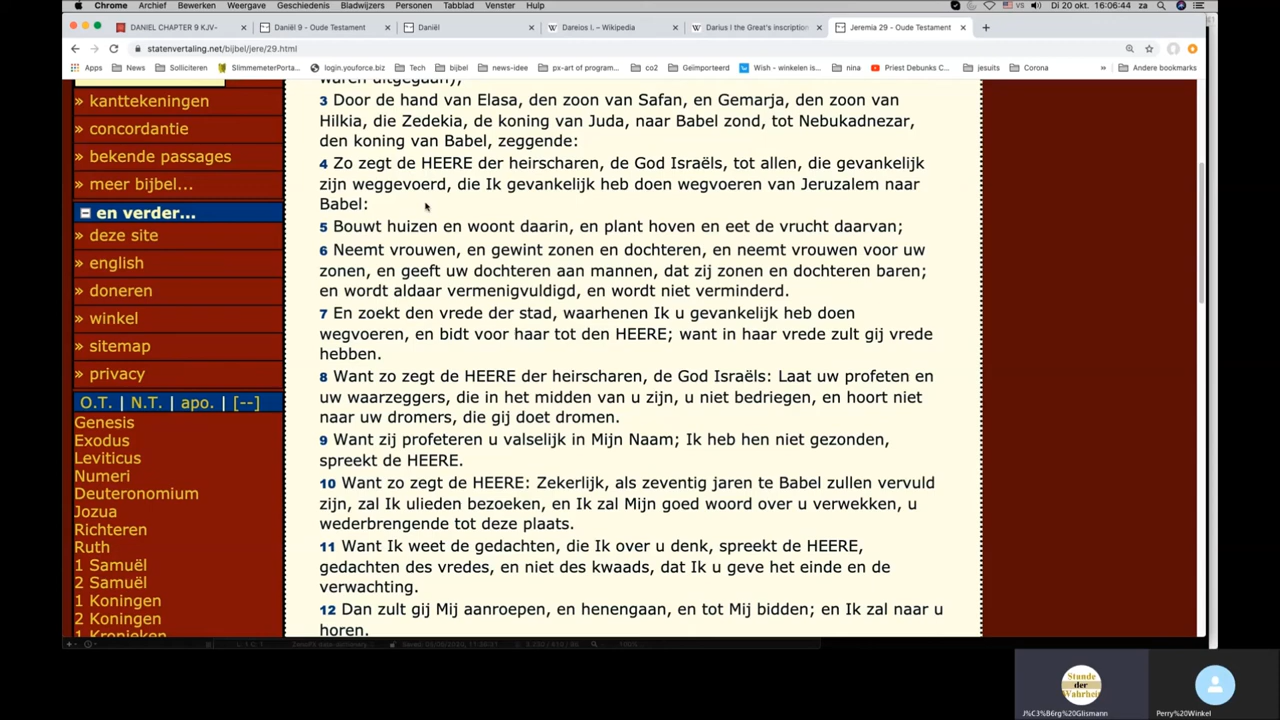 Chrome Archief Bewerken Weergave Geschiedenis Bladwijzers Personen Tabblad Venster Help US za Di 20 okt. 16:06:44
DANIEL CHAPTER 9 KJV- Daniël 9 - Oude Testament Daniël Dareios I. – Wikipedia Darius I the Great's inscription Jeremia 29 - Oude Testament
statenvertaling.net/bijbel/jere/29.html
Apps News Solliciteren SlimmemeterPorta... login.youforce.biz Tech bijbel news-idee px-art of program... co2 Geïmporteerd Wish - winkelen is... nina Priest Debunks C... jesuits Corona » Andere bookmarks
waren uitgegaan),
» kanttekeningen
» concordantie
» bekende passages
» meer bijbel...
en verder...
» deze site
» english
» doneren
» winkel
» sitemap
» privacy
O.T. | N.T. | apo. | [--]
Genesis
Exodus
Leviticus
Numeri
Deuteronomium
Jozua
Richteren
Ruth
1 Samuël
2 Samuël
1 Koningen
2 Koningen
1 Kronieken
3 Door de hand van Elasa, den zoon van Safan, en Gemarja, den zoon van
Hilkia, die Zedekia, de koning van Juda, naar Babel zond, tot Nebukadnezar,
den koning van Babel, zeggende:
4 Zo zegt de HEERE der heirscharen, de God Israëls, tot allen, die gevankelijk
zijn weggevoerd, die Ik gevankelijk heb doen wegvoeren van Jeruzalem naar
Babel:
5 Bouwt huizen en woont daarin, en plant hoven en eet de vrucht daarvan;
6 Neemt vrouwen, en gewint zonen en dochteren, en neemt vrouwen voor uw
zonen, en geeft uw dochteren aan mannen, dat zij zonen en dochteren baren;
en wordt aldaar vermenigvuldigd, en wordt niet verminderd.
7 En zoekt den vrede der stad, waarhenen Ik u gevankelijk heb doen
wegvoeren, en bidt voor haar tot den HEERE; want in haar vrede zult gij vrede
hebben.
8 Want zo zegt de HEERE der heirscharen, de God Israëls: Laat uw profeten en
uw waarzeggers, die in het midden van u zijn, u niet bedriegen, en hoort niet
naar uw dromers, die gij doet dromen.
9 Want zij profeteren u valselijk in Mijn Naam; Ik heb hen niet gezonden,
spreekt de HEERE.
10 Want zo zegt de HEERE: Zekerlijk, als zeventig jaren te Babel zullen vervuld
zijn, zal Ik ulieden bezoeken, en Ik zal Mijn goed woord over u verwekken, u
wederbrengende tot deze plaats.
11 Want Ik weet de gedachten, die Ik over u denk, spreekt de HEERE,
gedachten des vredes, en niet des kwaads, dat Ik u geve het einde en de
verwachting.
12 Dan zult gij Mij aanroepen, en henengaan, en tot Mij bidden; en Ik zal naar u
horen.
Stunde
der
Wahrheit
J%C3%B6rg%20Glismann Perry%20Winkel